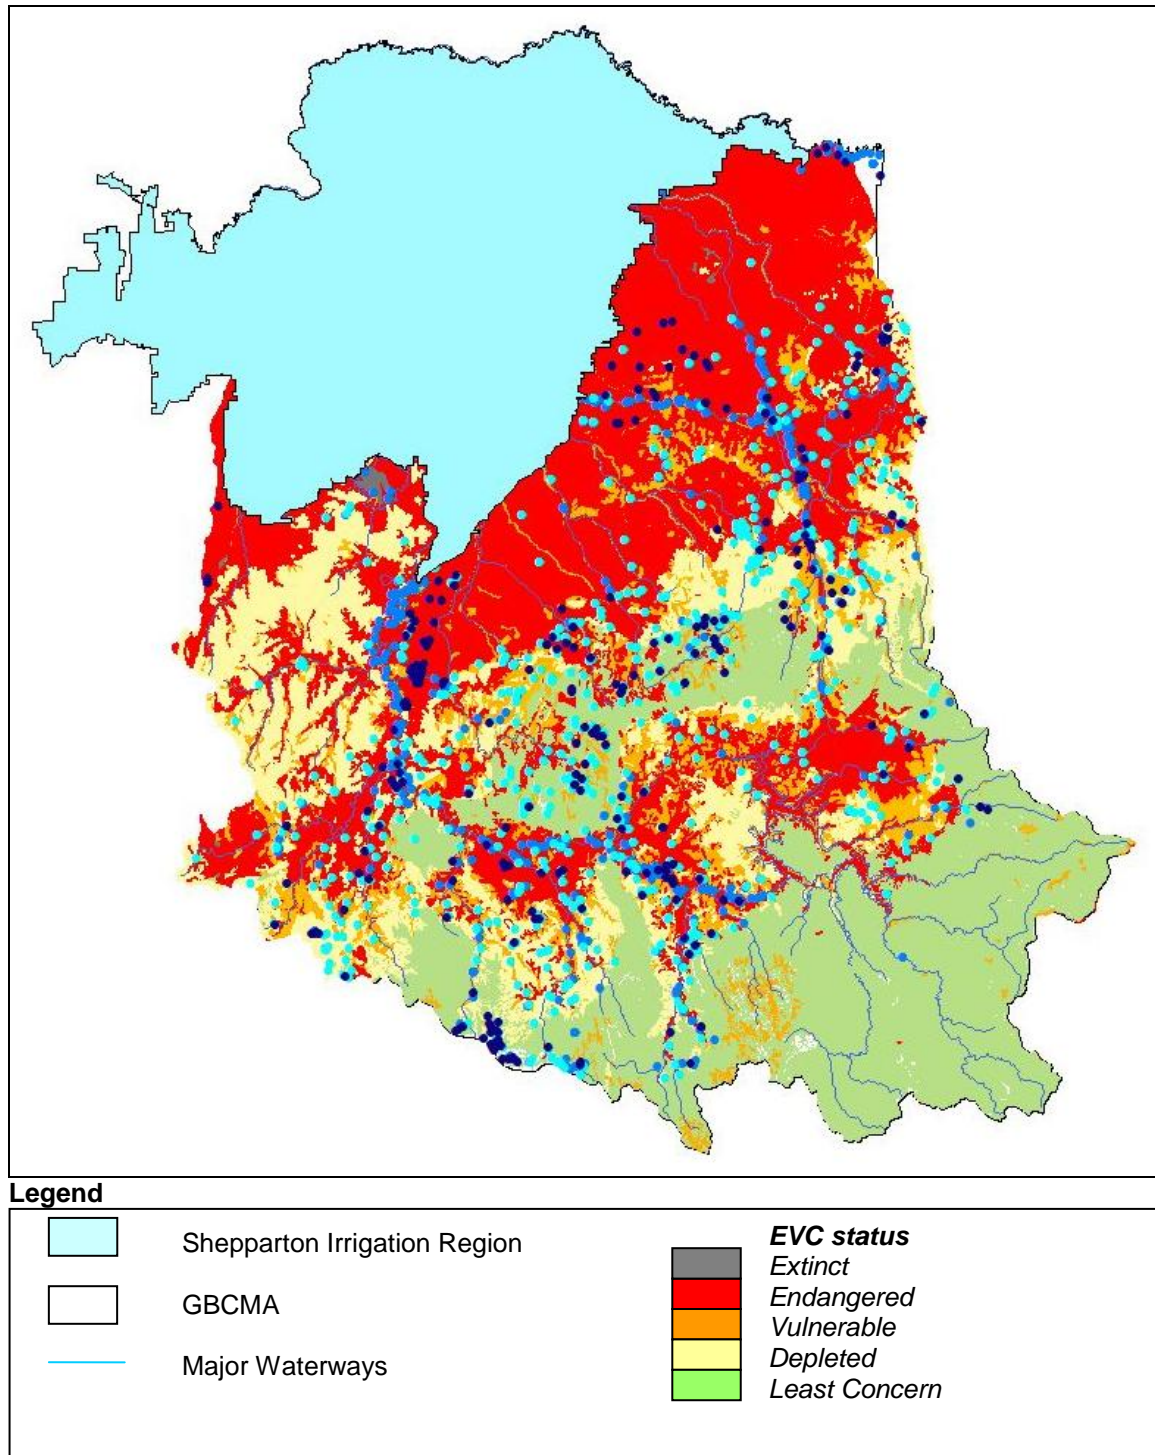 Legend
Shepparton Irrigation Region
GBCMA
Major Waterways
EVC status
Extinct
Endangered
Vulnerable
Depleted
Least Concern